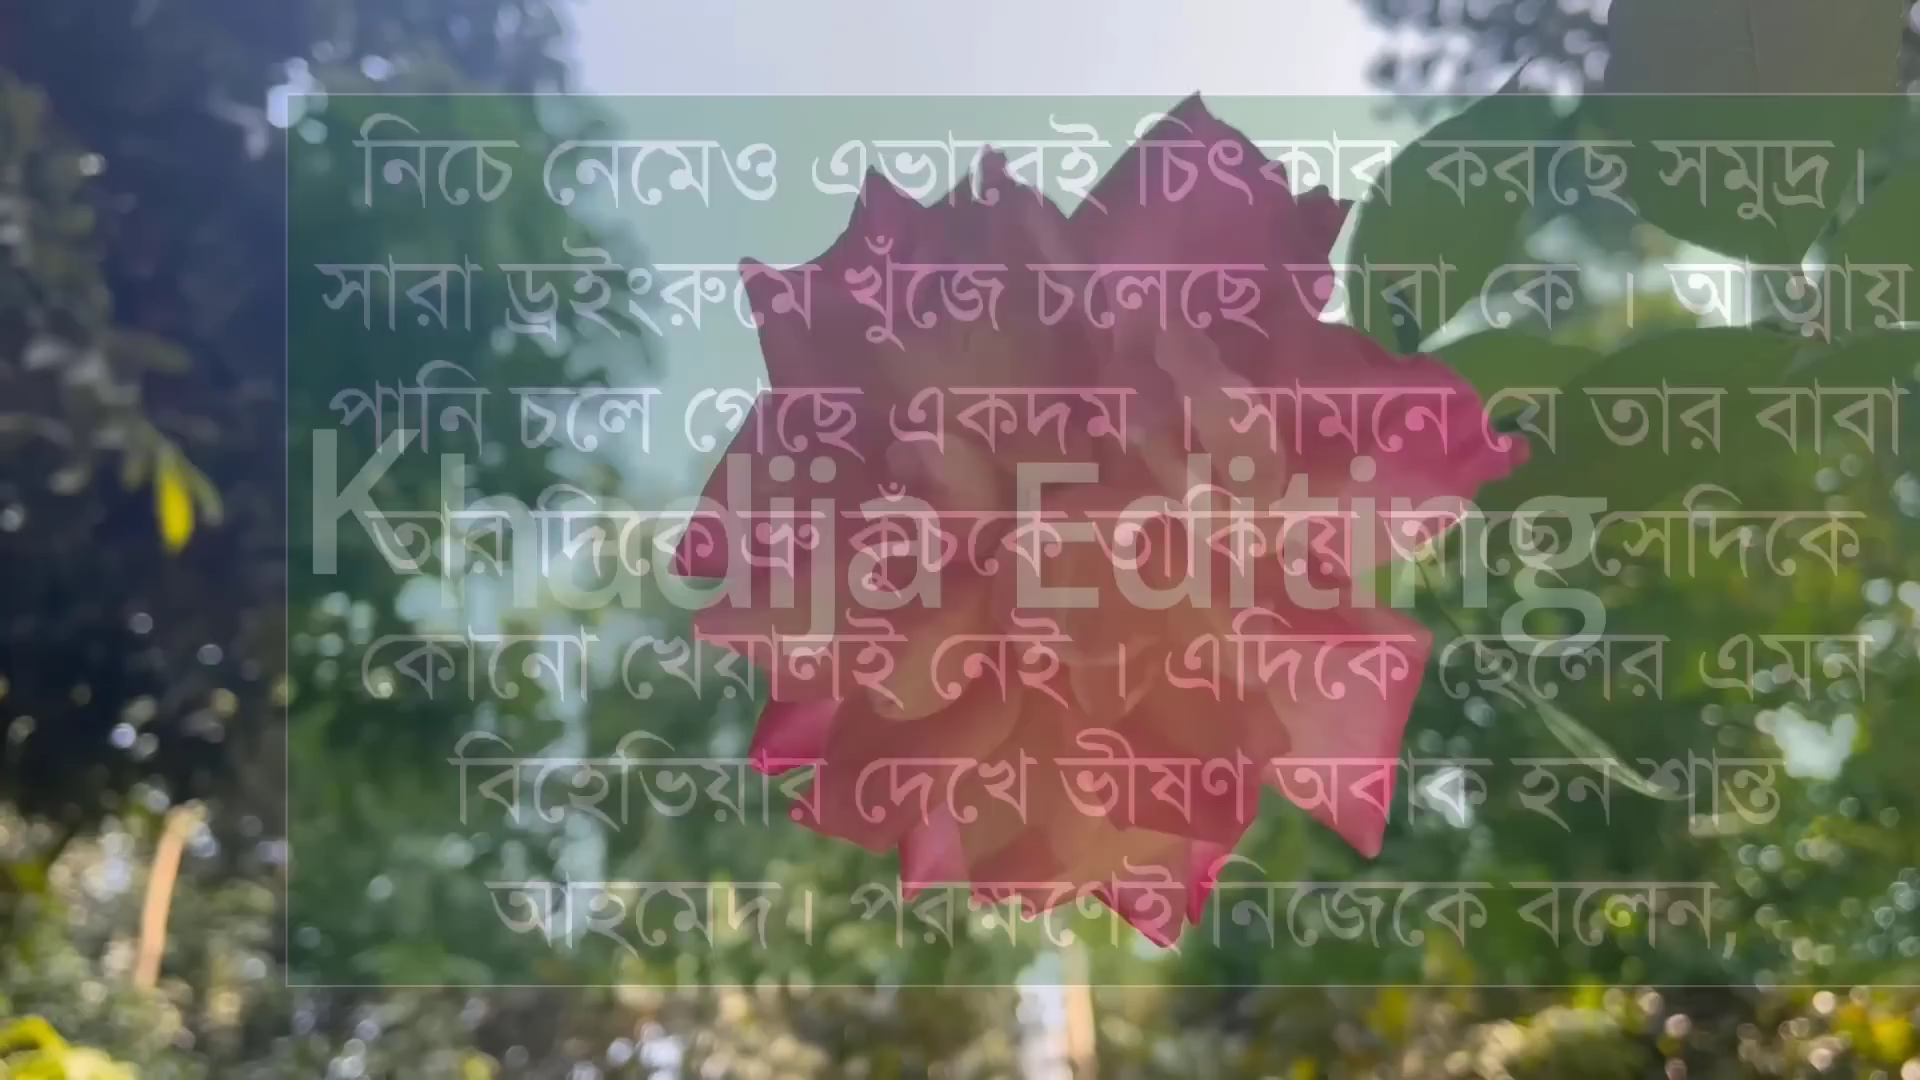 নিচে নেমেও এভাবেই চিৎকার করছে সমুদ্র।
সারা ড্রইংরুমে খুঁজে চলেছে তারা কে । আত্মায়
পানি চলে গেছে একদম । সামনে যে তার বাবা
তার দিকে ভ্রু কুঁচকে তাকিয়ে আছে সেদিকে
Khadija Editing
কোনো খেয়ালই নেই । এদিকে ছেলের এমন
বিহেভিয়ার দেখে ভীষণ অবাক হন শান্ত
আহমেদ। পরক্ষণেই নিজেকে বলেন,